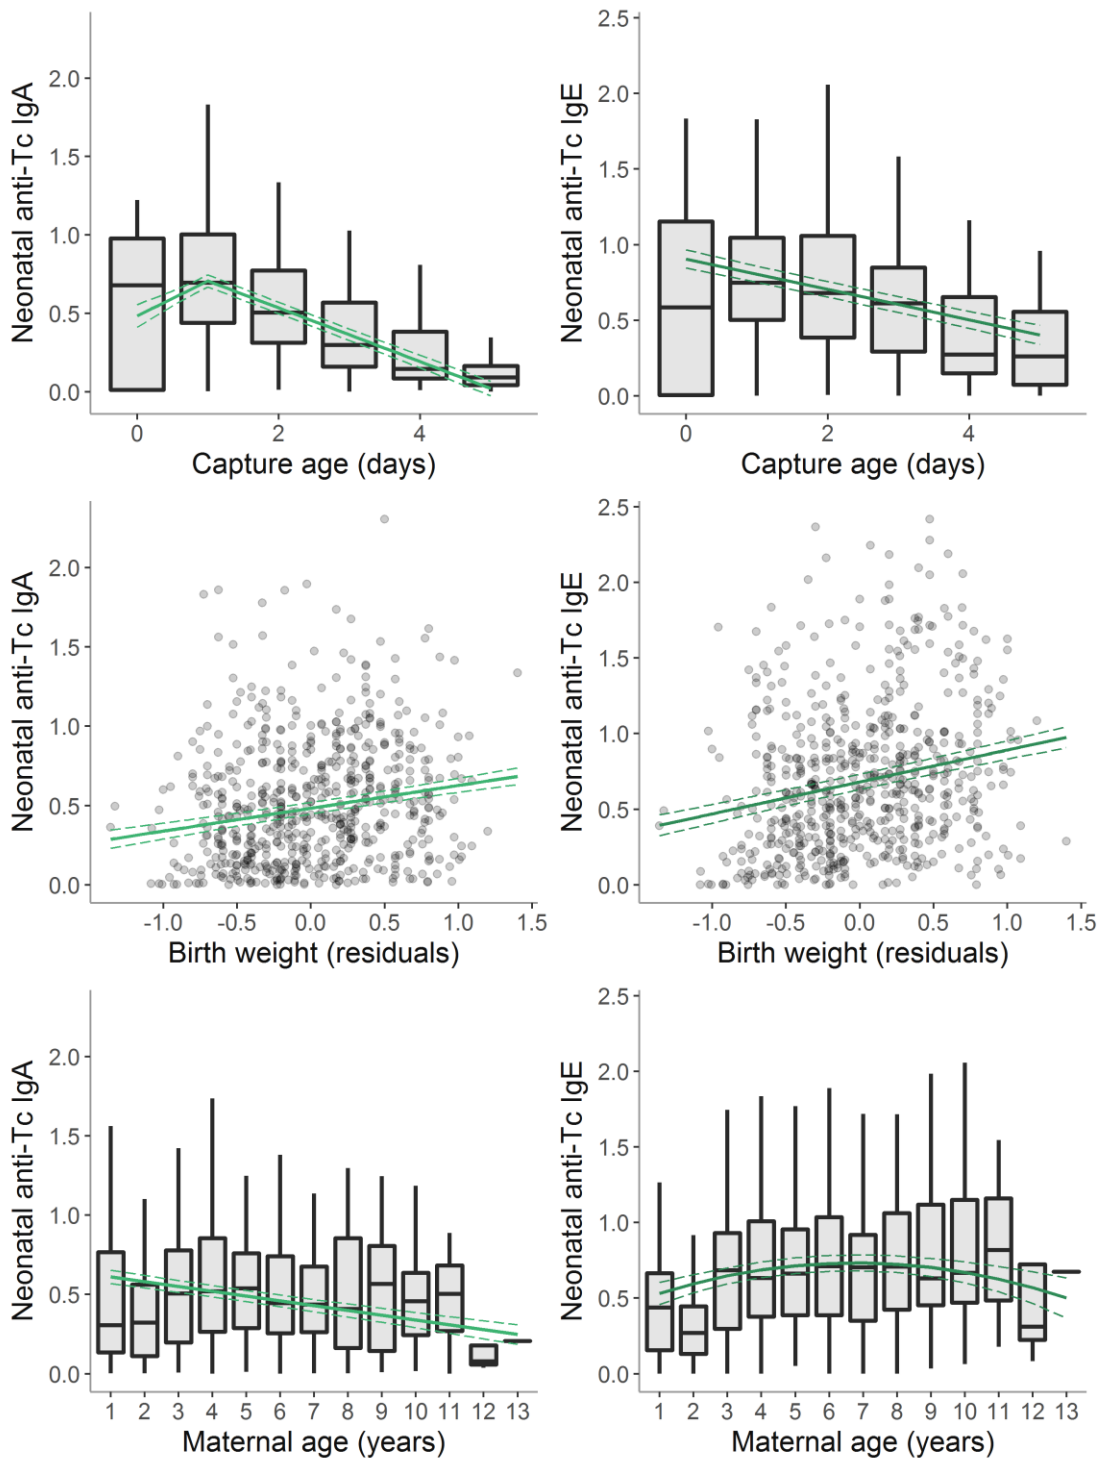 Neonatal anti-Tc IgA
2.0
1.5
1.0
0.5
0.0
0 2 4
Capture age (days)
Neonatal anti-Tc IgE
2.5
2.0
1.5
1.0
0.5
0.0
0 2 4
Capture age (days)
Neonatal anti-Tc IgA
2.0
1.5
1.0
0.5
0.0
-1.0 -0.5 0.0 0.5 1.0 1.5
Birth weight (residuals)
Neonatal anti-Tc IgE
2.5
2.0
1.5
1.0
0.5
0.0
-1.0 -0.5 0.0 0.5 1.0 1.5
Birth weight (residuals)
Neonatal anti-Tc IgA
2.0
1.5
1.0
0.5
0.0
1 2 3 4 5 6 7 8 9 10 11 12 13
Maternal age (years)
Neonatal anti-Tc IgE
2.5
2.0
1.5
1.0
0.5
0.0
1 2 3 4 5 6 7 8 9 10 11 12 13
Maternal age (years)